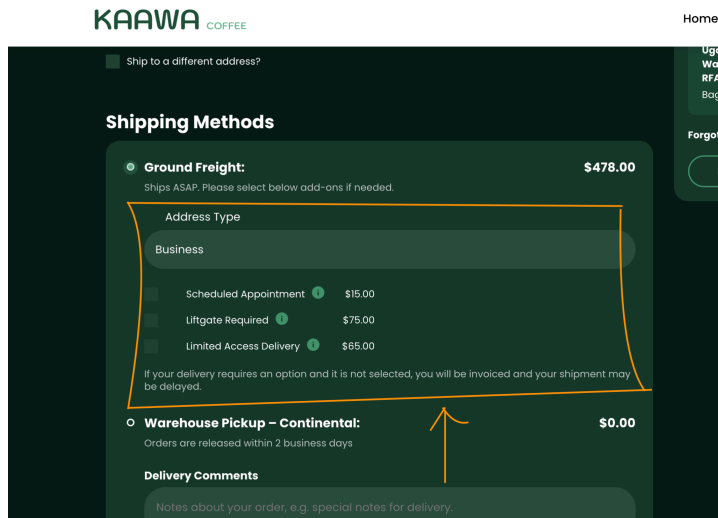 KAAWA COFFEE
Home
Ship to a different address?
RFA
Bag
Shipping Methods
Forgot
Ground Freight: $478.00
Ships ASAP. Please select below add-ons if needed.
Address Type
Business
Scheduled Appointment i $15.00
Liftgate Required i $75.00
Limited Access Delivery i $65.00
If your delivery requires an option and it is not selected, you will be invoiced and your shipment may
be delayed.
Warehouse Pickup – Continental: $0.00
Orders are released within 2 business days
Delivery Comments
Notes about your order, e.g. special notes for delivery.